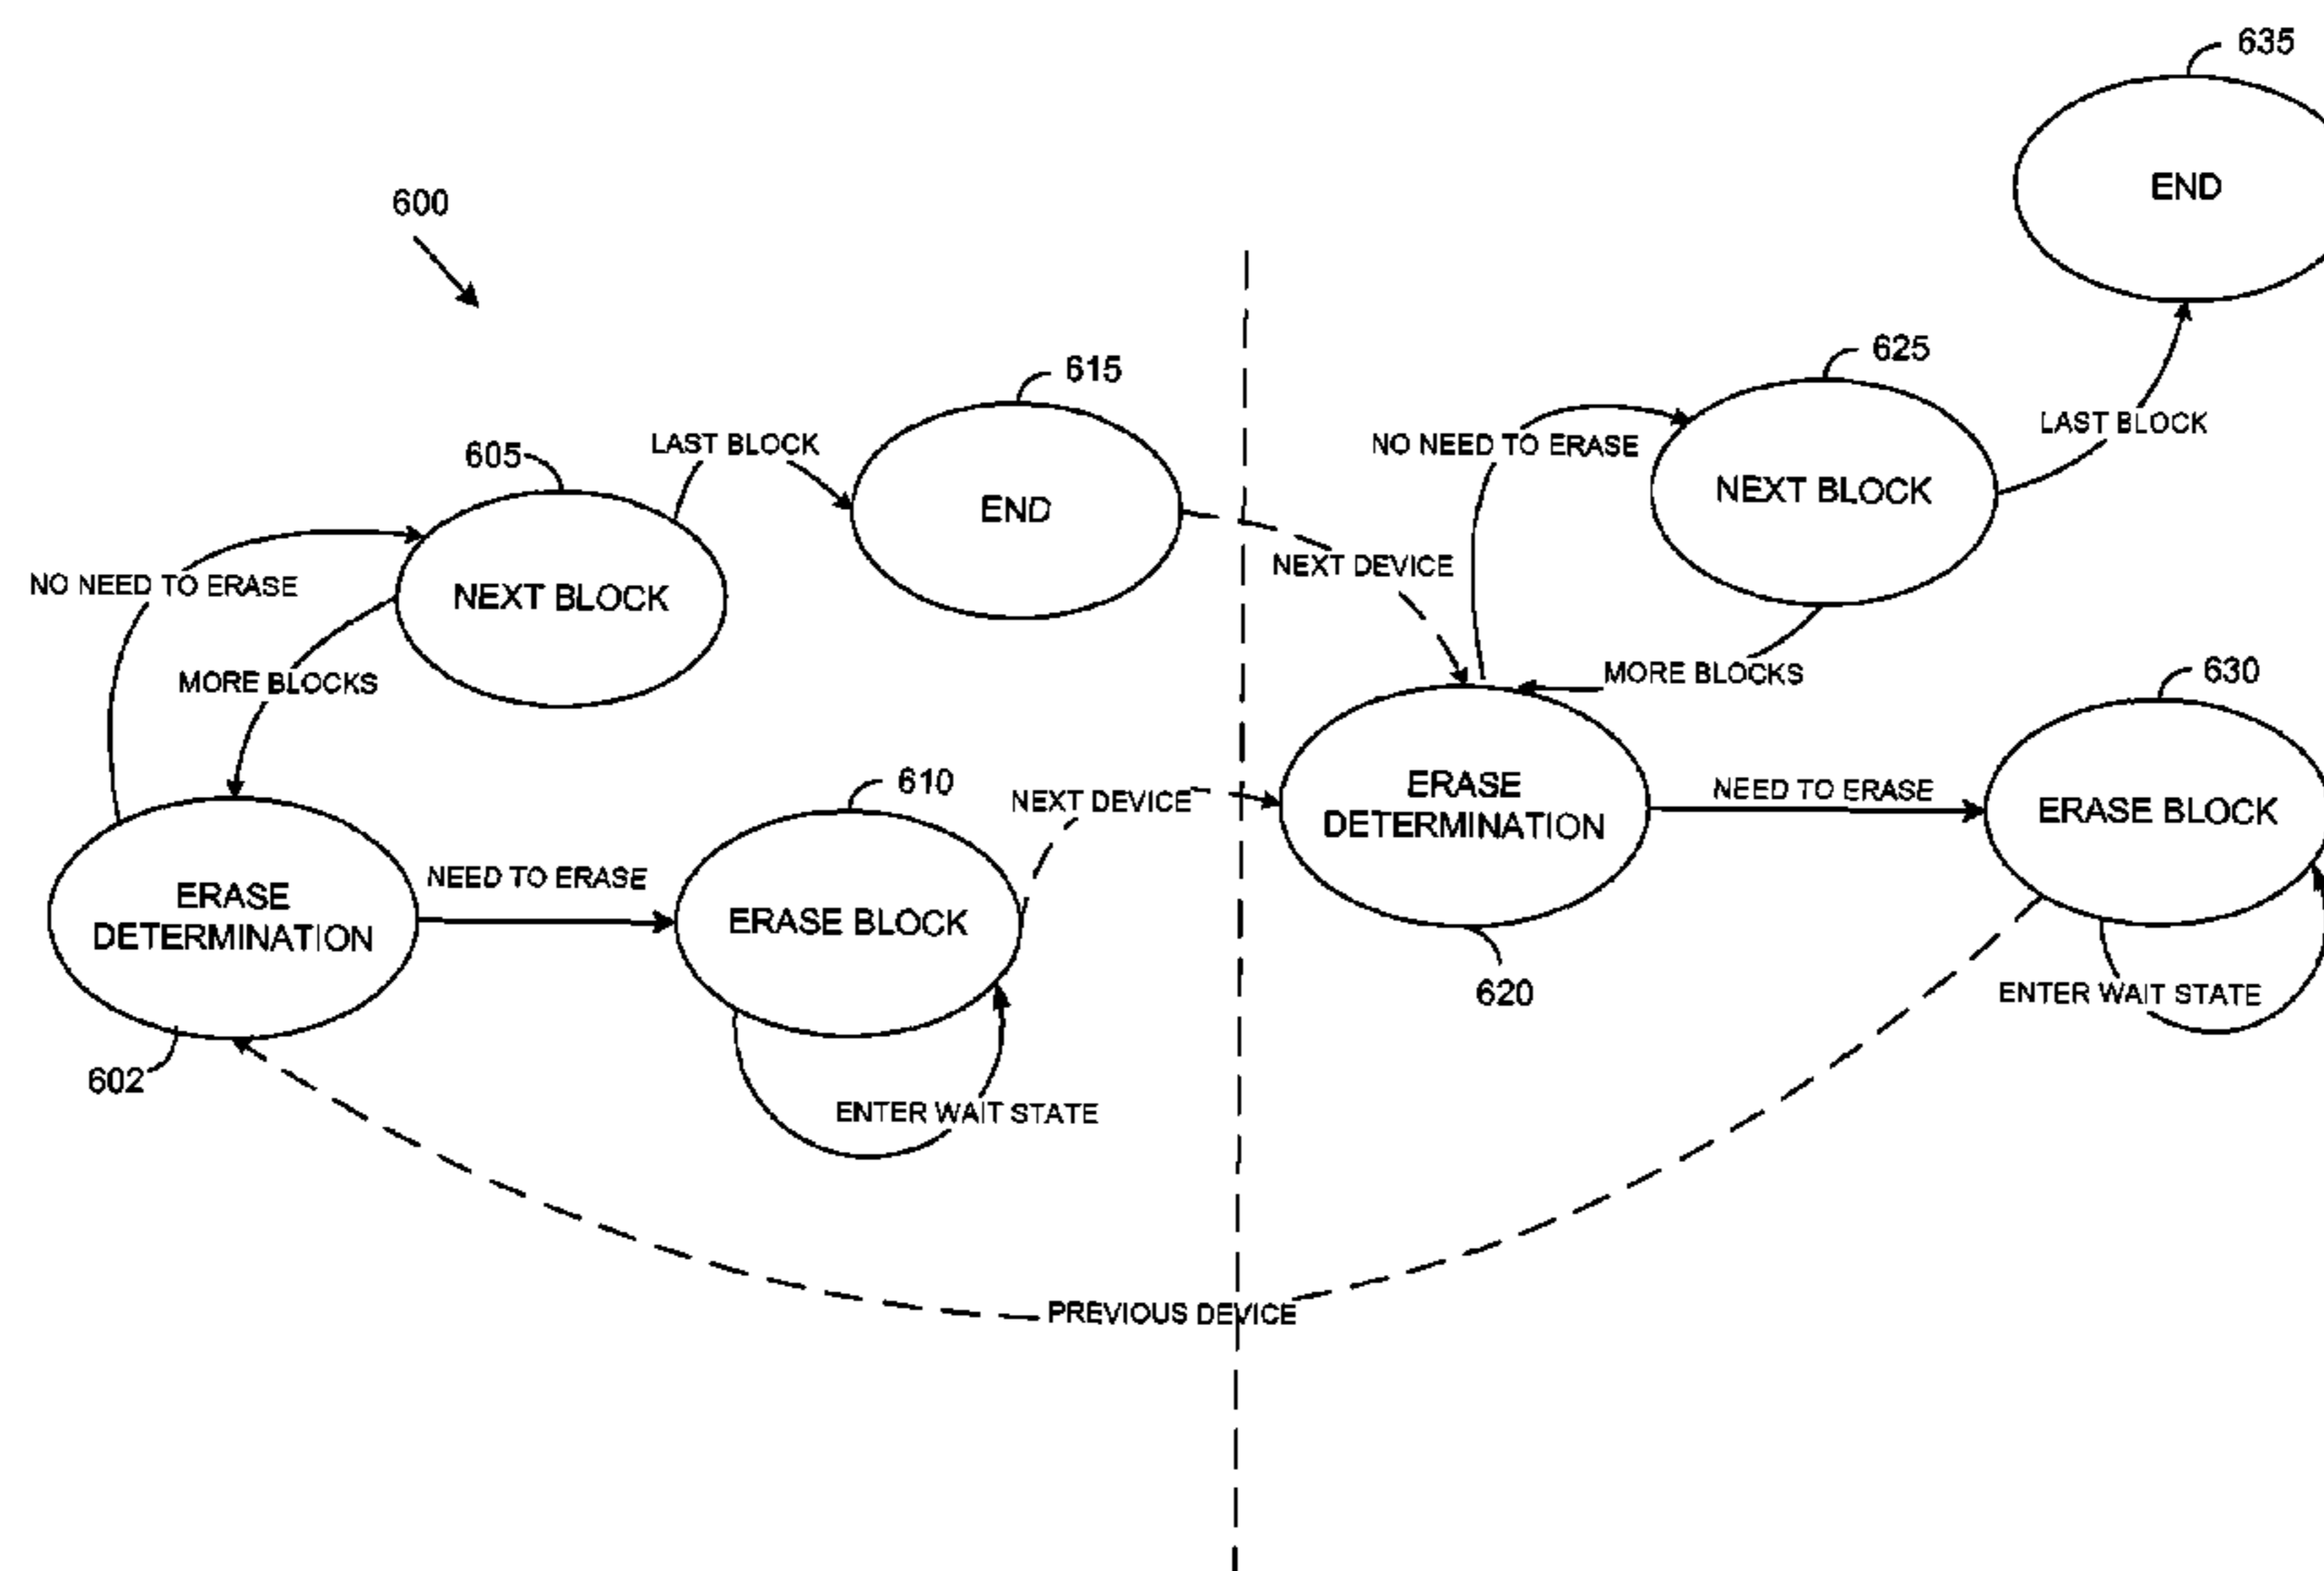 635
END
600
625
615
LAST BLOCK
605
LAST BLOCK
NO NEED TO ERASE
NEXT BLOCK
END
NEXT DEVICE
NO NEED TO ERASE
NEXT BLOCK
MORE BLOCKS
MORE BLOCKS
630
610
NEXT DEVICE
ERASE
DETERMINATION
NEED TO ERASE
ERASE BLOCK
ERASE
DETERMINATION
NEED TO ERASE
ERASE BLOCK
620
ENTER WAIT STATE
602
ENTER WAIT STATE
PREVIOUS DEVICE